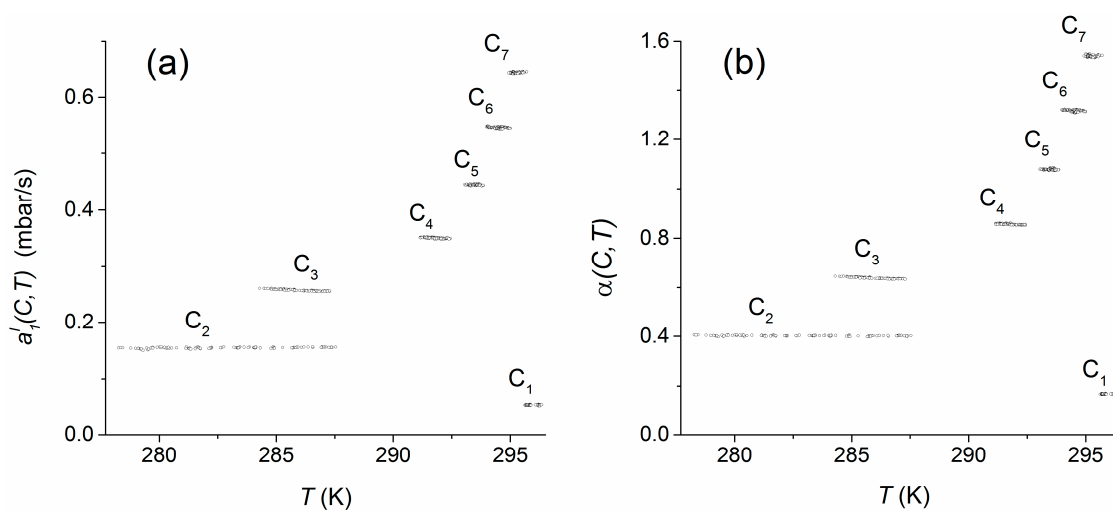 (a)
C7
0.6
C6
C5
0.4
C4
C3
0.2
C2
C1
0.0
280 285 290 295
T (K)
a′1(C,T) (mbar/s)
(b)
C7
1.6
C6
1.2
C5
C4
0.8
C3
C2
0.4
C1
0.0
280 285 290 295
T (K)
α(C,T)